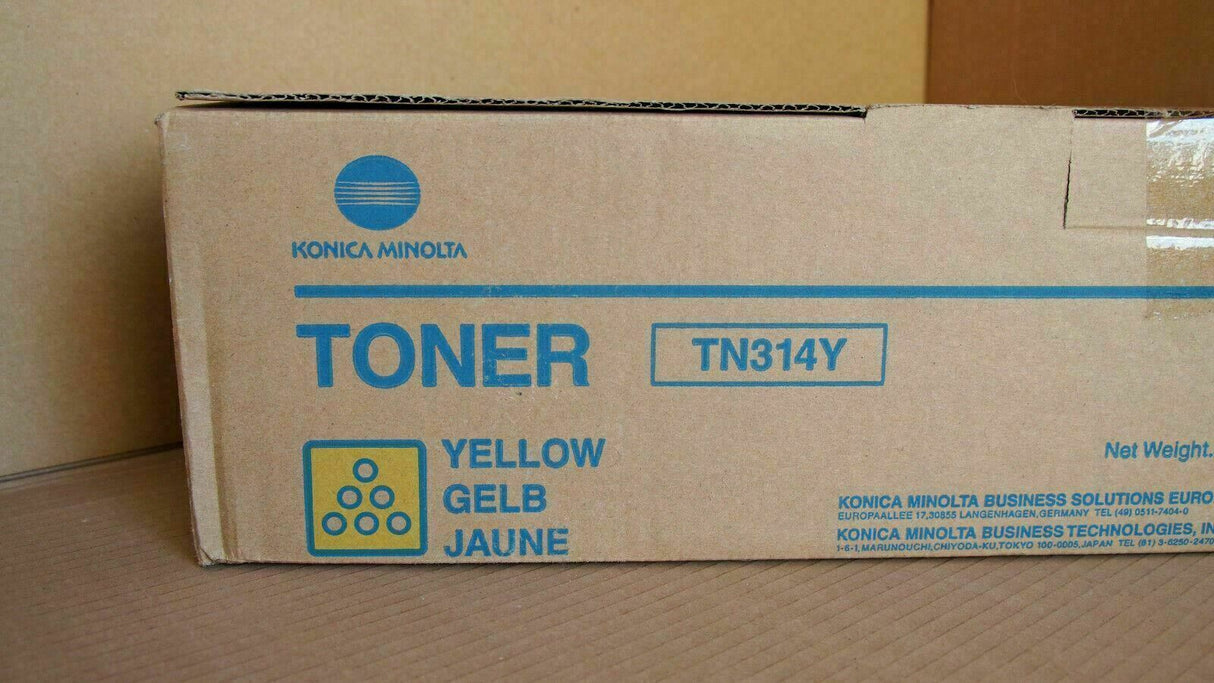 KONICA MINOLTA
TONER
TN314Y
YELLOW
GELB
JAUNE
Net Weight.
KONICA MINOLTA BUSINESS SOLUTIONS EURO
EUROPAALLEE 17,30855 LANGENHAGEN,GERMANY TEL (49) 0511-7404-0
KONICA MINOLTA BUSINESS TECHNOLOGIES, IN
1-6-1,MARUNOUCHI,CHIYODA-KU,TOKYO 100-0005,JAPAN TEL (81) 3-6250-2470